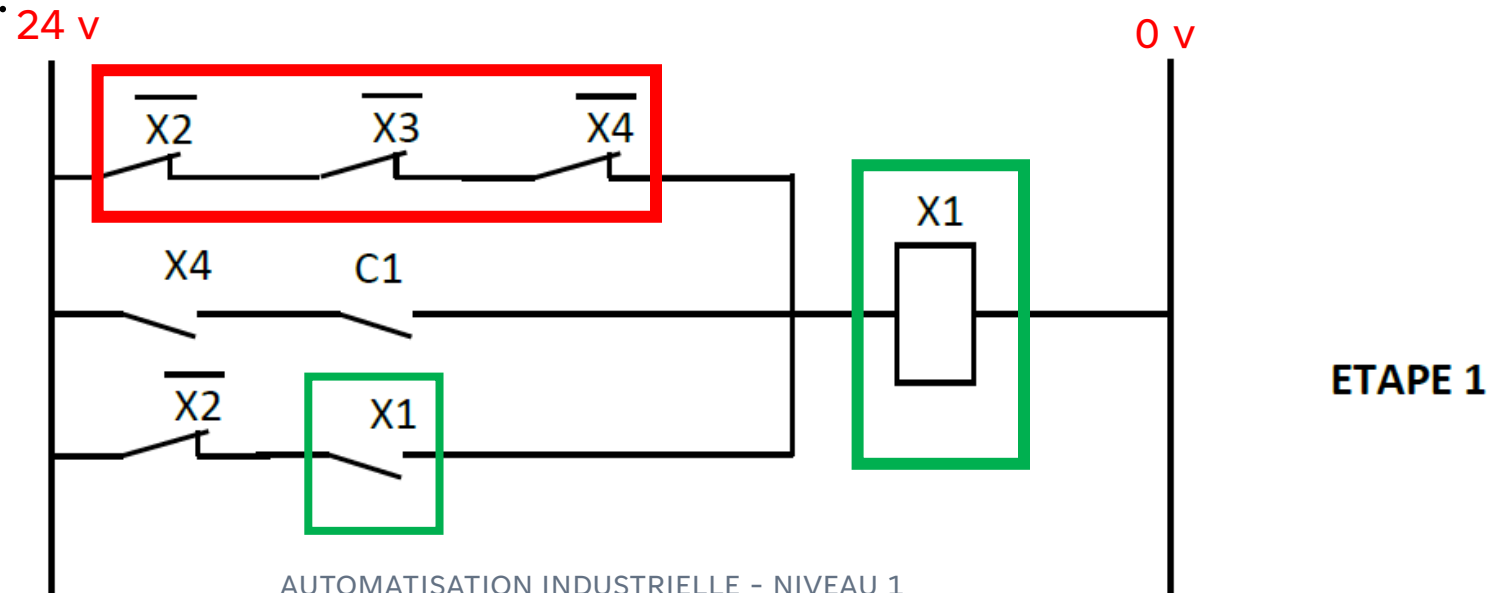 24 v
0 v
X2 X3 X4
X1
X4 C1
X2 X1
ETAPE 1
AUTOMATISATION INDUSTRIELLE - NIVEAU 1